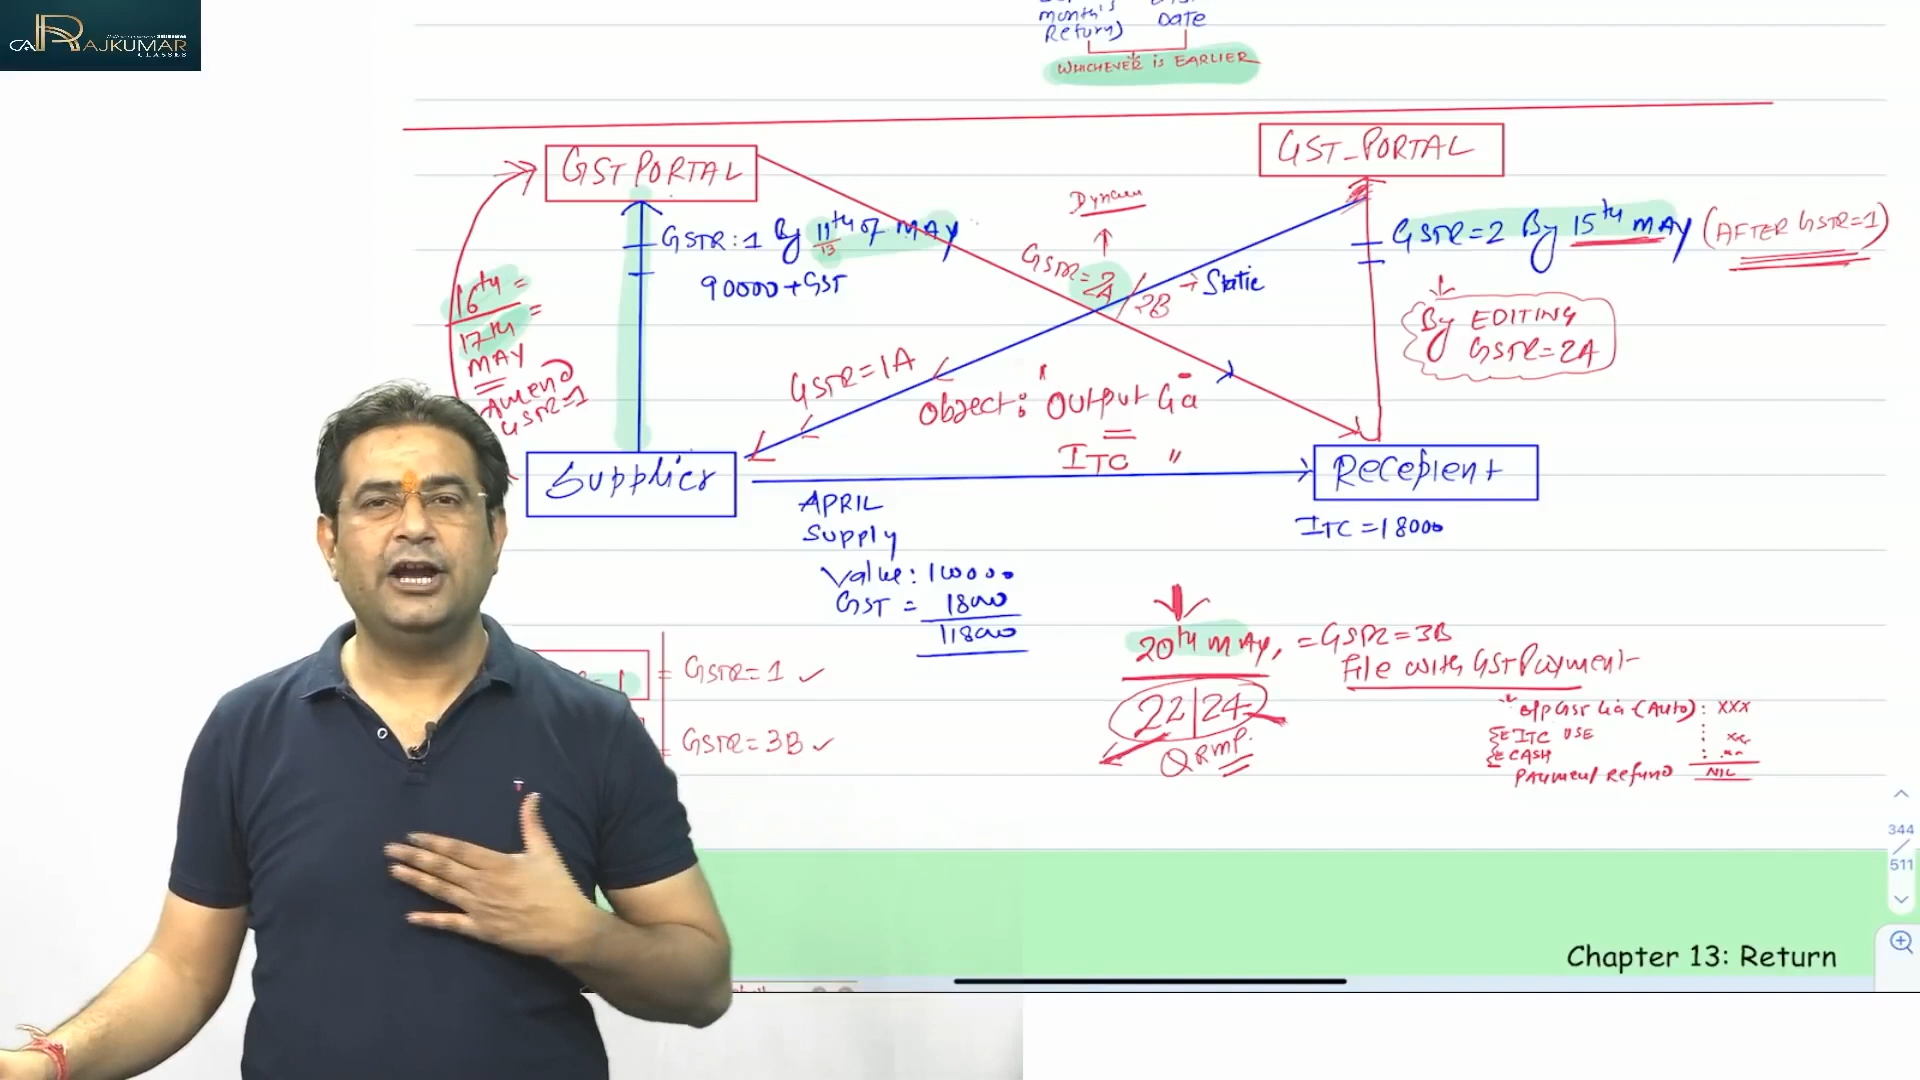 CA RAJKUMAR
CLASSES
month's
Return)
Date
WHICHEVER is EARLIER
GST PORTAL
GST-PORTAL
GSTR:1 By 11th of MAY
13
90000+GST
GSTR=2A/2B
→ Static
GSTR=2 By 15th MAY (AFTER GSTR=1)
By EDITING
GSTR=2A
16th =
17th =
MAY
Amend
GSTR=1
GSTR=1A
Object: Output Lia
ITC "
Supplier
Recepient
ITC =18000
APRIL
Supply
Value: 100000
GST = 18000
118000
20th MAY, =GSTR=3B
File with GST Payment
22|24
QRMP.
= GSTR=1 ✓
= GSTR=3B ✓
o/p GST Lia (Auto) : XXX
ITC USE
CASH
Payment/Refund NIL
344
/
511
Chapter 13: Return